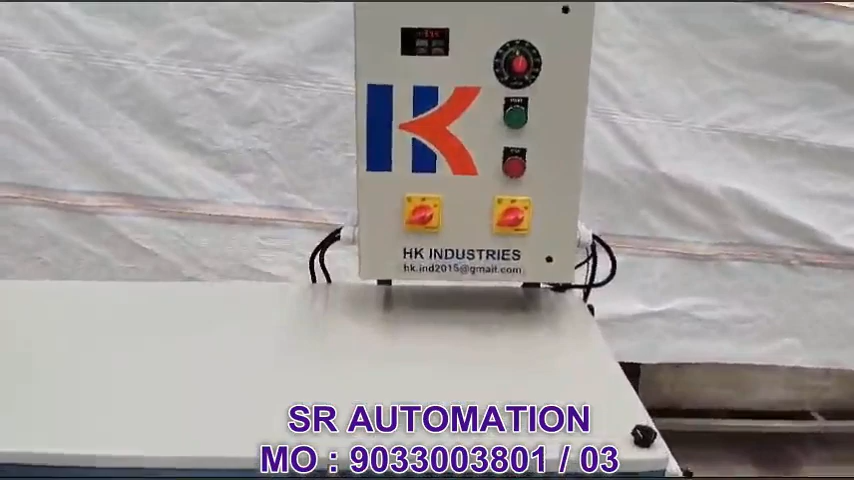 HK
HK INDUSTRIES
hk.ind2015@gmail.com
SR AUTOMATION
MO : 9033003801 / 03